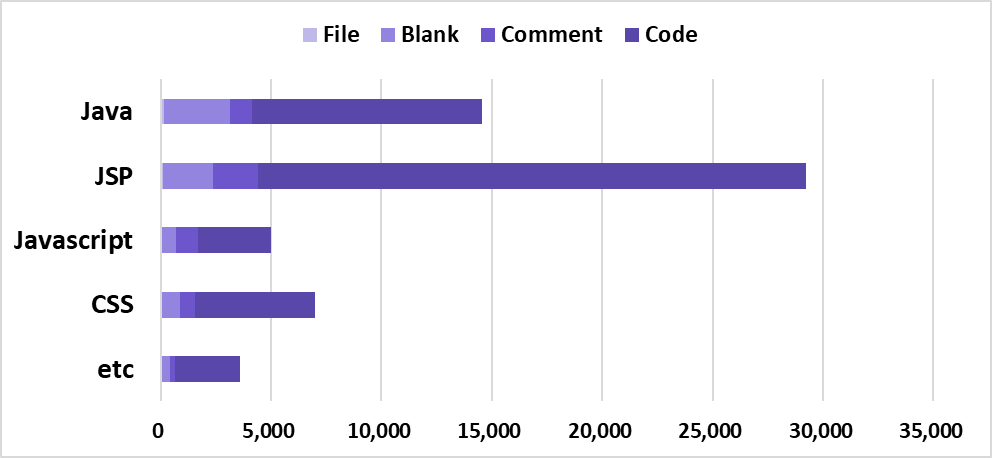 File Blank Comment Code
Java
JSP
Javascript
CSS
etc
0 5,000 10,000 15,000 20,000 25,000 30,000 35,000